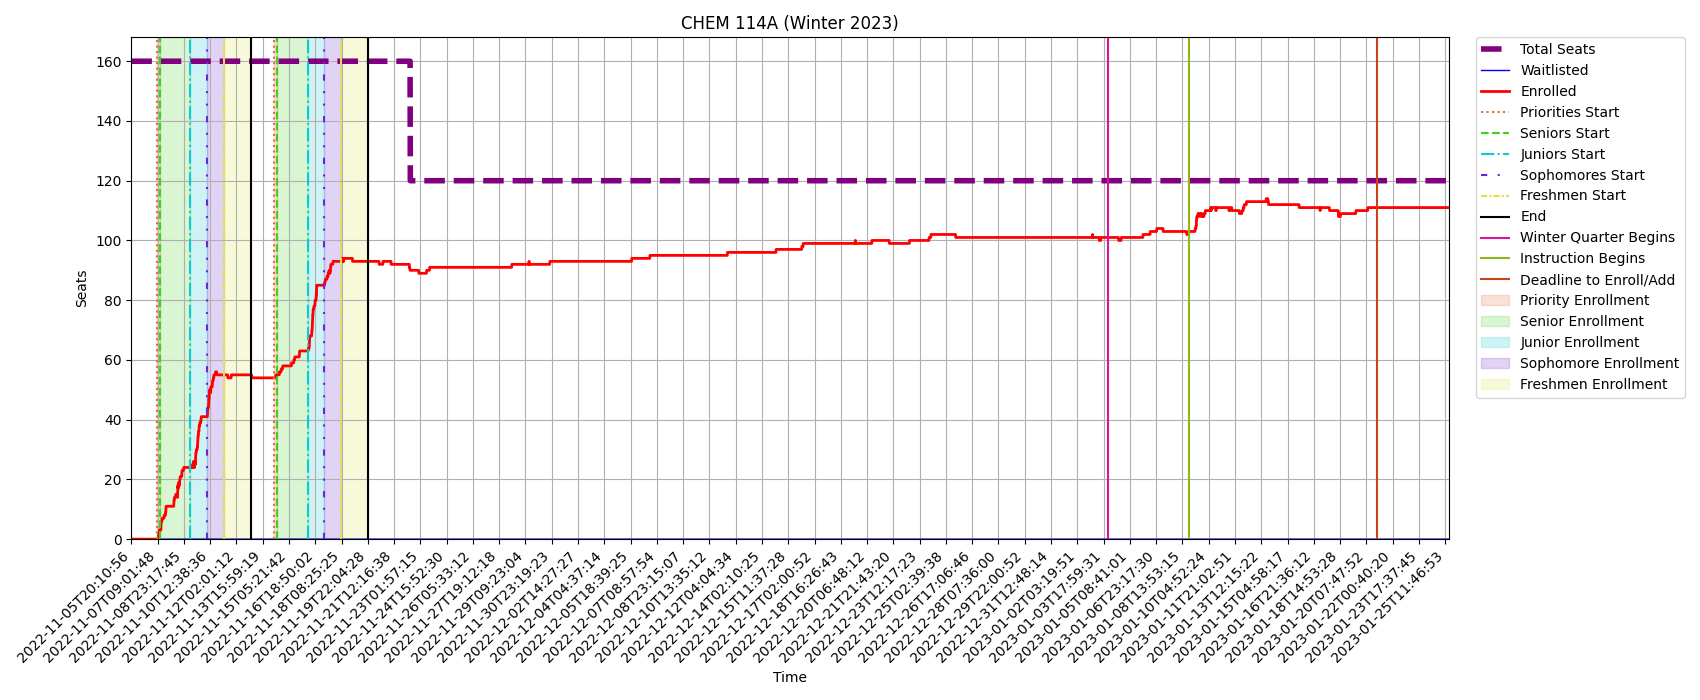 CHEM 114A (Winter 2023)
160
140
120
100
80
60
40
20
0
Seats
2022-11-05T20:10:56
2022-11-07T09:01:48
2022-11-08T23:17:45
2022-11-10T12:38:36
2022-11-12T02:01:12
2022-11-13T15:59:19
2022-11-15T05:21:42
2022-11-16T18:50:02
2022-11-18T08:25:25
2022-11-19T22:04:28
2022-11-21T12:16:38
2022-11-23T01:57:15
2022-11-24T15:52:30
2022-11-26T05:33:12
2022-11-27T19:12:18
2022-11-29T09:23:04
2022-11-30T23:19:23
2022-12-02T14:27:27
2022-12-04T04:37:14
2022-12-05T18:39:25
2022-12-07T08:57:54
2022-12-08T23:15:07
2022-12-10T13:35:12
2022-12-12T04:04:34
2022-12-14T02:10:25
2022-12-15T11:37:28
2022-12-17T02:00:52
2022-12-18T16:26:43
2022-12-20T06:48:12
2022-12-21T21:43:20
2022-12-23T12:17:23
2022-12-25T02:39:38
2022-12-26T17:06:46
2022-12-28T07:36:00
2022-12-29T22:00:52
2022-12-31T12:48:14
2023-01-02T03:19:51
2023-01-03T17:59:31
2023-01-05T08:41:01
2023-01-06T23:17:30
2023-01-08T13:53:15
2023-01-10T04:52:24
2023-01-11T21:02:51
2023-01-13T12:15:22
2023-01-15T04:58:17
2023-01-16T21:36:12
2023-01-18T14:53:28
2023-01-20T07:47:52
2023-01-22T00:40:20
2023-01-23T17:37:45
2023-01-25T11:46:53
Time
Total Seats
Waitlisted
Enrolled
Priorities Start
Seniors Start
Juniors Start
Sophomores Start
Freshmen Start
End
Winter Quarter Begins
Instruction Begins
Deadline to Enroll/Add
Priority Enrollment
Senior Enrollment
Junior Enrollment
Sophomore Enrollment
Freshmen Enrollment